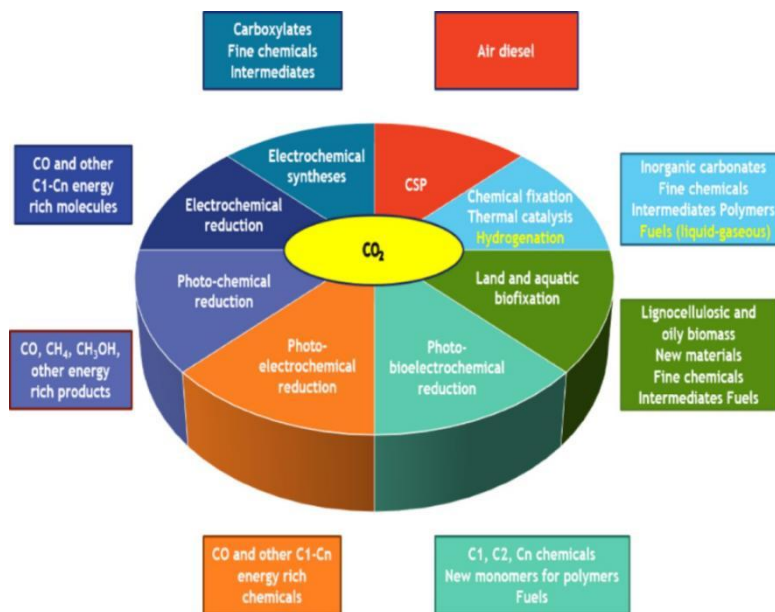 Carboxylates
Fine chemicals
Intermediates
Air diesel
CO and other
C1-Cn energy
rich molecules
Electrochemical
syntheses
CSP
Inorganic carbonates
Fine chemicals
Intermediates Polymers
Fuels (liquid-gaseous)
Electrochemical
reduction
Chemical fixation
Thermal catalysis
Hydrogenation
CO₂
Photo-chemical
reduction
Land and aquatic
biofixation
CO, CH₄, CH₃OH,
other energy
rich products
Photo-
electrochemical
reduction
Photo-
bioelectrochemical
reduction
Lignocellulosic and
oily biomass
New materials
Fine chemicals
Intermediates Fuels
CO and other C1-Cn
energy rich
chemicals
C1, C2, Cn chemicals
New monomers for polymers
Fuels